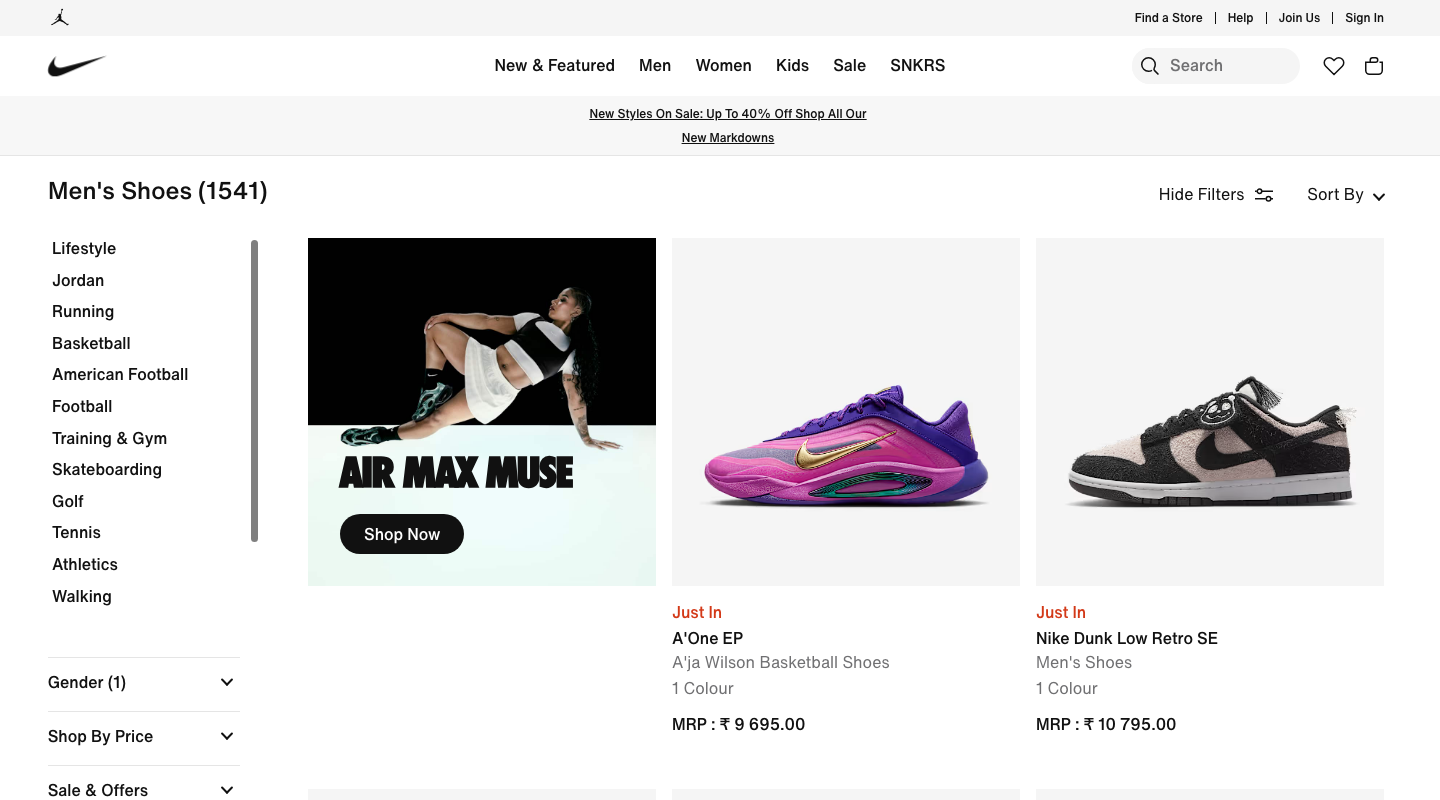 Find a Store
Help
Join Us
Sign In
New & Featured
Men
Women
Kids
Sale
SNKRS
Search
New Styles On Sale: Up To 40% Off Shop All Our
New Markdowns
Men's Shoes (1541)
Hide Filters
Sort By
Lifestyle
Jordan
Running
Basketball
American Football
Football
Training & Gym
Skateboarding
Golf
Tennis
Athletics
Walking
Gender (1)
Shop By Price
Sale & Offers
AIR MAX MUSE
Shop Now
Just In
A'One EP
A'ja Wilson Basketball Shoes
1 Colour
MRP : ₹ 9 695.00
Just In
Nike Dunk Low Retro SE
Men's Shoes
1 Colour
MRP : ₹ 10 795.00